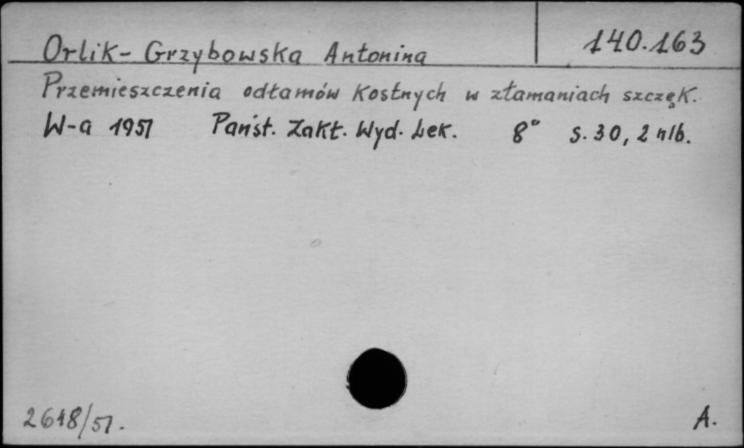 Orlik-Grzybowska Antonina 140.163
Przemieszczenia odłamów kostnych w złamaniach szczęk.
W-a 1951 Państ. Zakt. Wyd. Lek. 8° s. 30, 2 nlb.
2648/51. A.